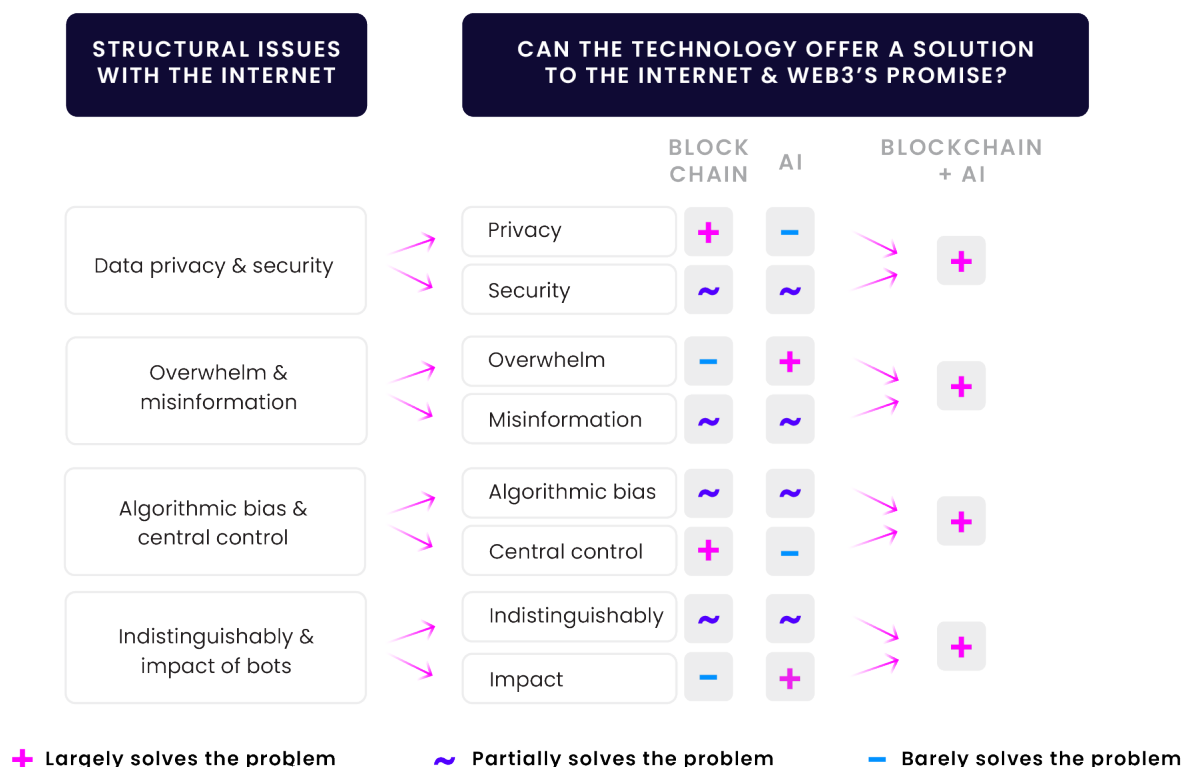 STRUCTURAL ISSUES
WITH THE INTERNET
CAN THE TECHNOLOGY OFFER A SOLUTION
TO THE INTERNET & WEB3'S PROMISE?
BLOCK
CHAIN
AI
BLOCKCHAIN
+ AI
Data privacy & security
Privacy
+
−
Security
~
~
+
Overwhelm &
misinformation
Overwhelm
−
+
Misinformation
~
~
+
Algorithmic bias &
central control
Algorithmic bias
~
~
Central control
+
−
+
Indistinguishably &
impact of bots
Indistinguishably
~
~
Impact
−
+
+
+ Largely solves the problem
~ Partially solves the problem
− Barely solves the problem